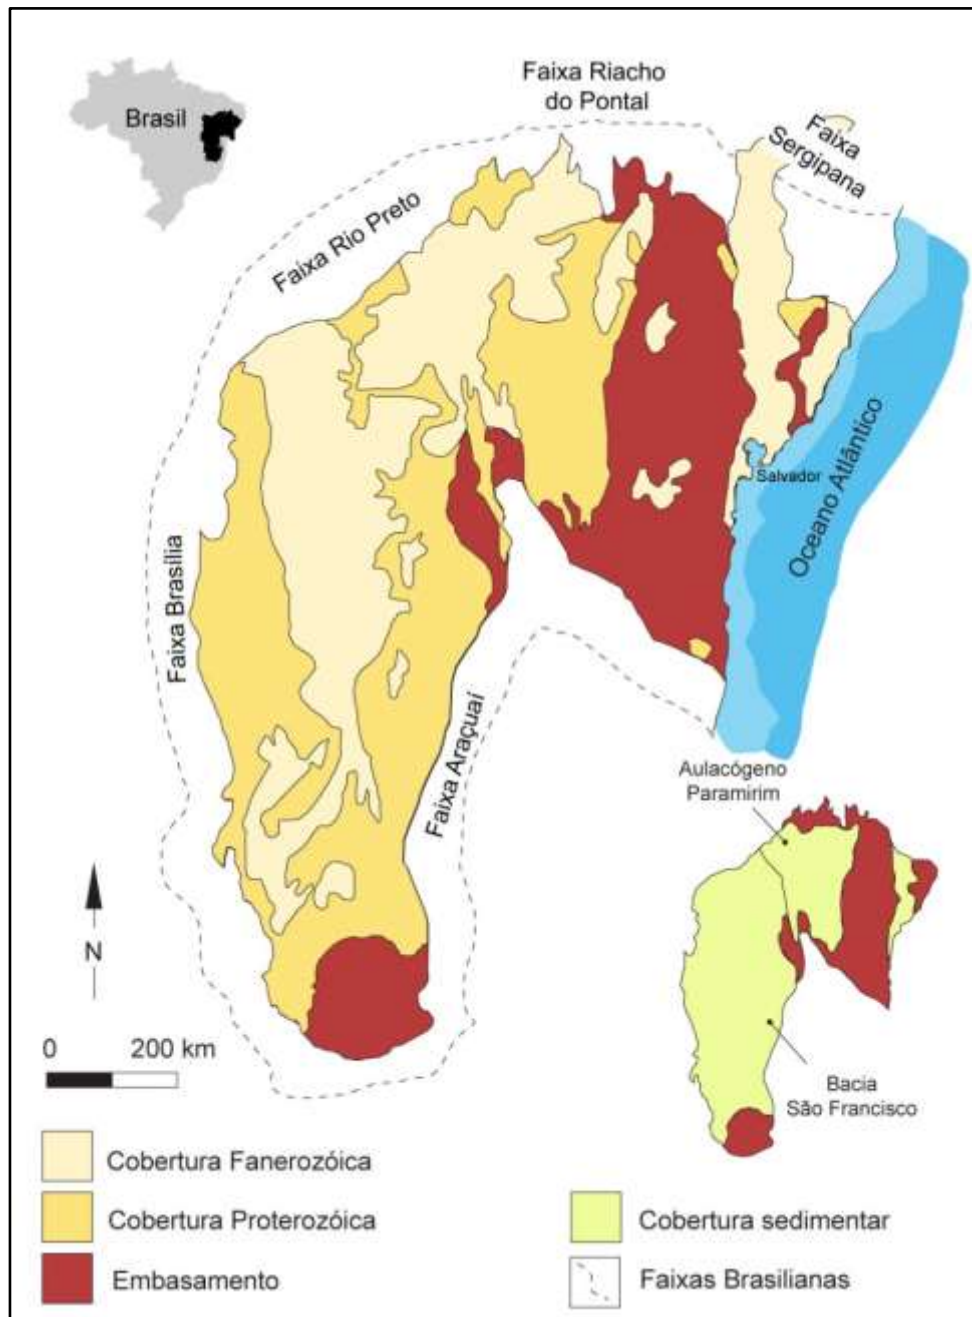 Faixa Riacho
do Pontal
Brasil
Faixa
Sergipana
Faixa Rio Preto
Salvador
Oceano Atlântico
Faixa Brasília
Faixa Araçuaí
Aulacógeno
Paramirim
N
0 200 km
Bacia
São Francisco
Cobertura Fanerozóica
Cobertura Proterozóica
Embasamento
Cobertura sedimentar
Faixas Brasilianas